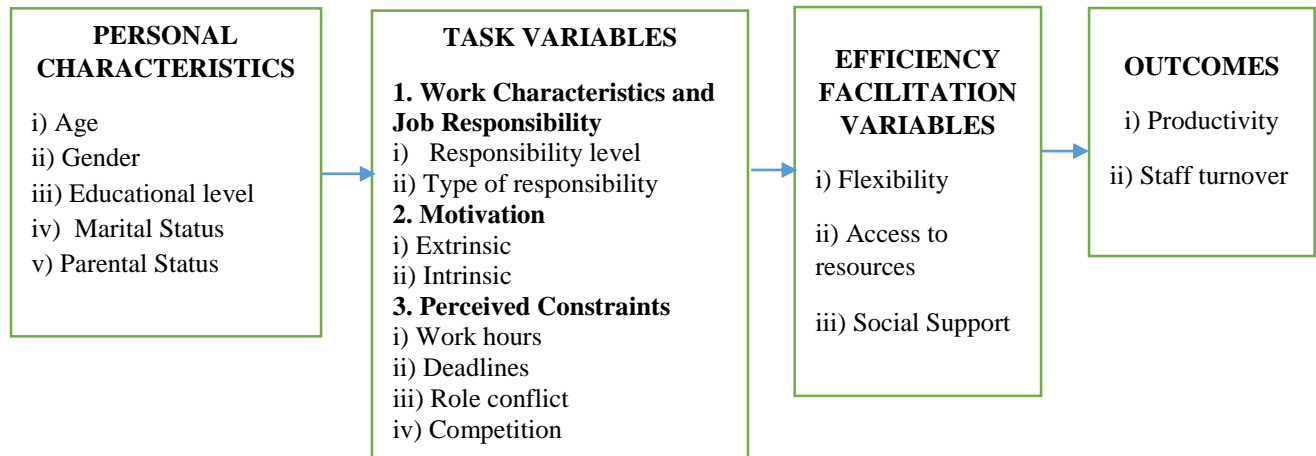 PERSONAL
CHARACTERISTICS
i) Age
ii) Gender
iii) Educational level
iv) Marital Status
v) Parental Status
TASK VARIABLES
1. Work Characteristics and
Job Responsibility
i) Responsibility level
ii) Type of responsibility
2. Motivation
i) Extrinsic
ii) Intrinsic
3. Perceived Constraints
i) Work hours
ii) Deadlines
iii) Role conflict
iv) Competition
EFFICIENCY
FACILITATION
VARIABLES
i) Flexibility
ii) Access to
resources
iii) Social Support
OUTCOMES
i) Productivity
ii) Staff turnover